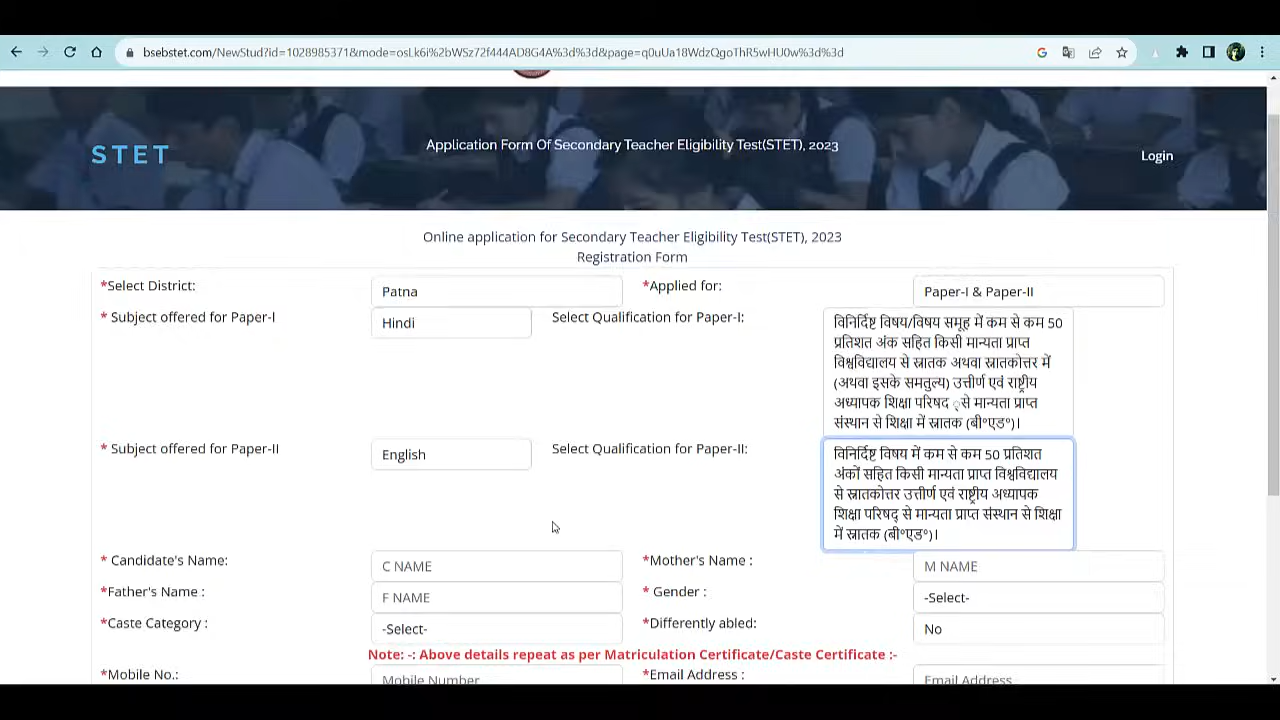 bsebstet.com/NewStud?id=1028985371&mode=osLk6i%2bWSz72f444AD8G4A%3d%3d&page=q0uUa18WdzQgoThR5wHU0w%3d%3d
STET
Application Form Of Secondary Teacher Eligibility Test(STET), 2023
Login
Online application for Secondary Teacher Eligibility Test(STET), 2023
Registration Form
*Select District:
Patna
*Applied for:
Paper-I & Paper-II
* Subject offered for Paper-I
Hindi
Select Qualification for Paper-I:
विनिर्दिष्ट विषय/विषय समूह में कम से कम 50
प्रतिशत अंक सहित किसी मान्यता प्राप्त
विश्वविद्यालय से स्नातक अथवा स्नातकोत्तर में
(अथवा इसके समतुल्य) उत्तीर्ण एवं राष्ट्रीय
अध्यापक शिक्षा परिषद ्से मान्यता प्राप्त
संस्थान से शिक्षा में स्नातक (बी°एड°)।
* Subject offered for Paper-II
English
Select Qualification for Paper-II:
विनिर्दिष्ट विषय में कम से कम 50 प्रतिशत
अंकों सहित किसी मान्यता प्राप्त विश्वविद्यालय
से स्नातकोत्तर उत्तीर्ण एवं राष्ट्रीय अध्यापक
शिक्षा परिषद् से मान्यता प्राप्त संस्थान से शिक्षा
में स्नातक (बी°एड°)।
* Candidate's Name:
C NAME
*Mother's Name :
M NAME
*Father's Name :
F NAME
* Gender :
-Select-
*Caste Category :
-Select-
*Differently abled:
No
Note: -: Above details repeat as per Matriculation Certificate/Caste Certificate :-
*Mobile No.:
Mobile Number
*Email Address :
Email Address